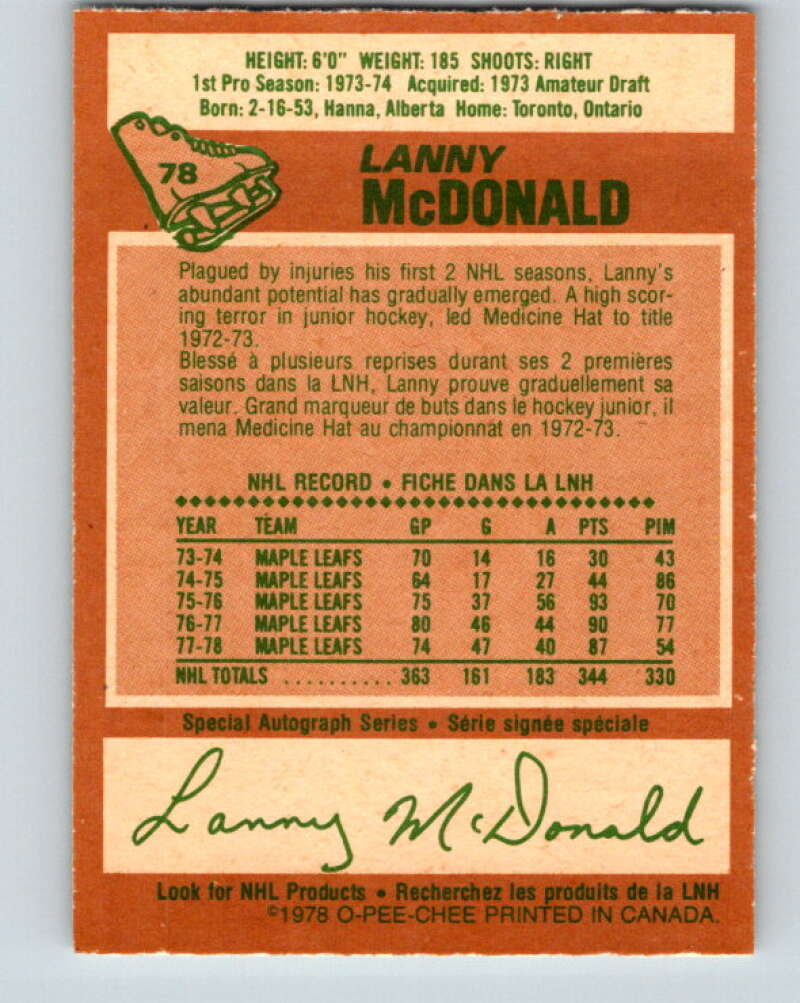 HEIGHT: 6'0" WEIGHT: 185 SHOOTS: RIGHT
1st Pro Season: 1973-74 Acquired: 1973 Amateur Draft
Born: 2-16-53, Hanna, Alberta Home: Toronto, Ontario
78
LANNY
McDONALD
Plagued by injuries his first 2 NHL seasons, Lanny's
abundant potential has gradually emerged. A high scor-
ing terror in junior hockey, led Medicine Hat to title
1972-73.
Blessé à plusieurs reprises durant ses 2 premières
saisons dans la LNH, Lanny prouve graduellement sa
valeur. Grand marqueur de buts dans le hockey junior, il
mena Medicine Hat au championnat en 1972-73.
NHL RECORD • FICHE DANS LA LNH
YEAR TEAM GP G A PTS PIM
73-74 MAPLE LEAFS 70 14 16 30 43
74-75 MAPLE LEAFS 64 17 27 44 86
75-76 MAPLE LEAFS 75 37 56 93 70
76-77 MAPLE LEAFS 80 46 44 90 77
77-78 MAPLE LEAFS 74 47 40 87 54
NHL TOTALS .......... 363 161 183 344 330
Special Autograph Series • Série signée spéciale
Lanny McDonald
Look for NHL Products • Recherchez les produits de la LNH
©1978 O-PEE-CHEE PRINTED IN CANADA.